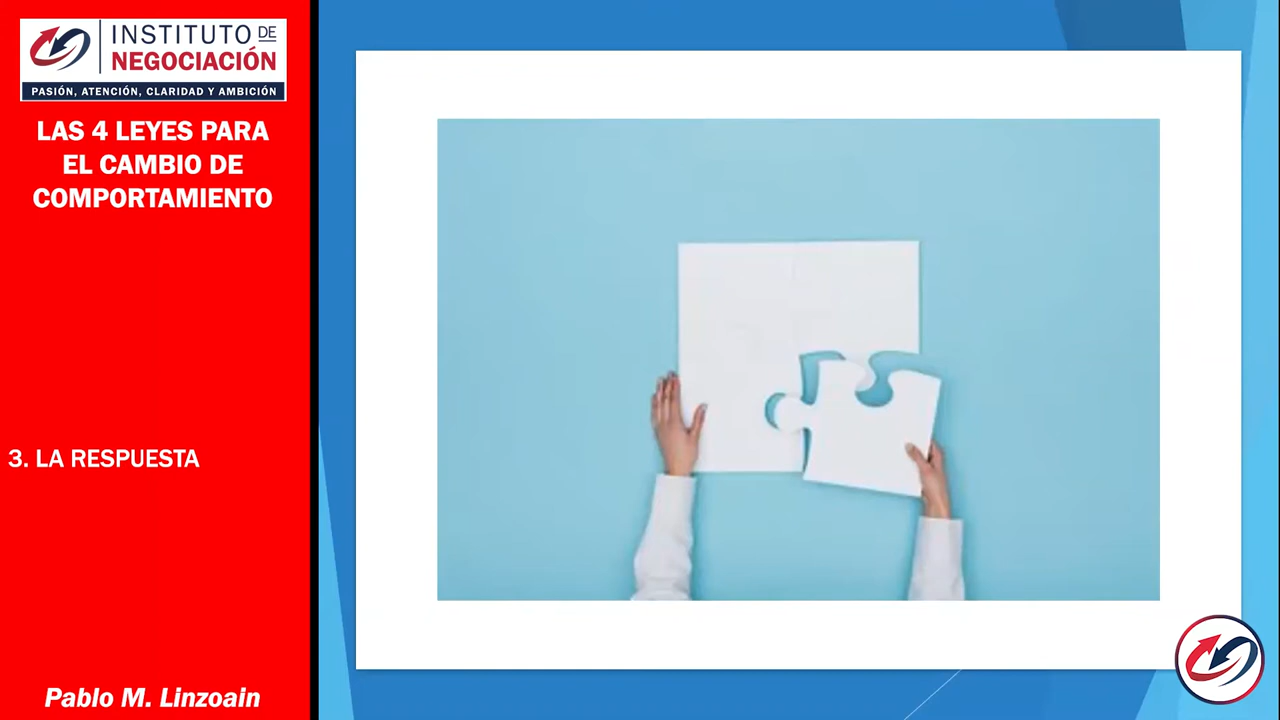 INSTITUTO DE
NEGOCIACIÓN
PASIÓN, ATENCIÓN, CLARIDAD Y AMBICIÓN
LAS 4 LEYES PARA
EL CAMBIO DE
COMPORTAMIENTO
3. LA RESPUESTA
Pablo M. Linzoain